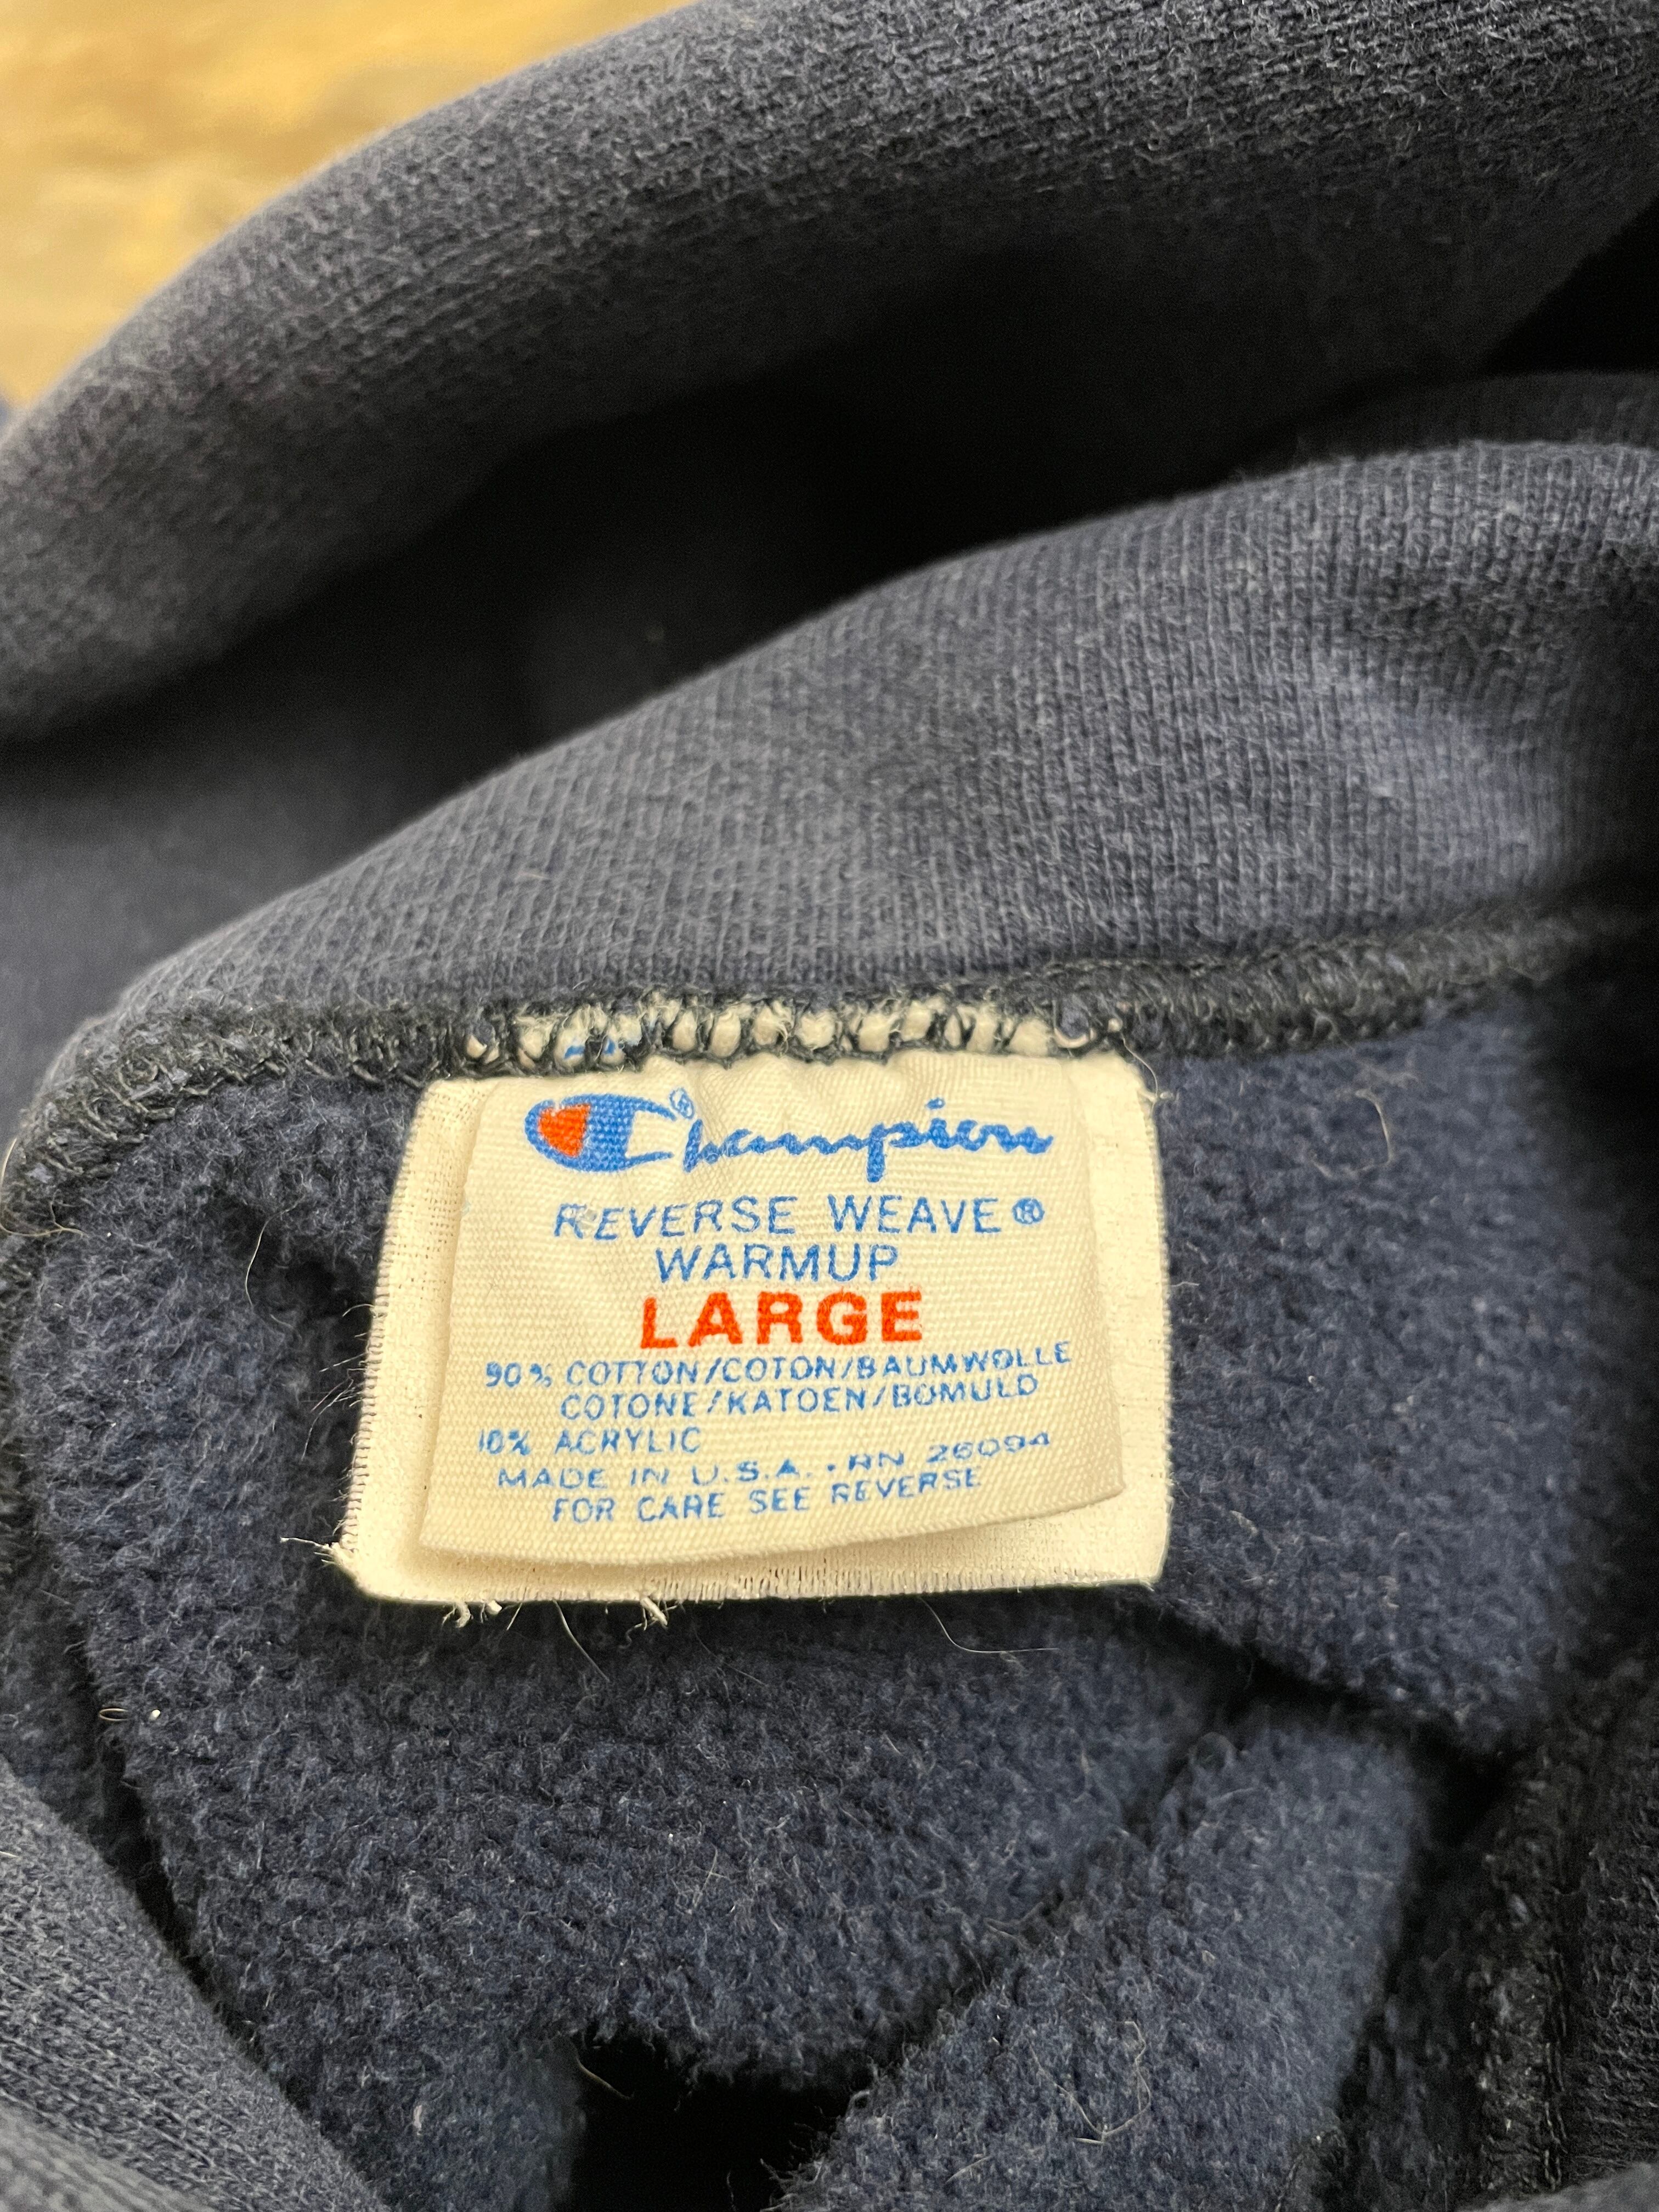 Champion®
REVERSE WEAVE®
WARMUP
LARGE
90% COTTON/COTON/BAUMWOLLE
COTONE/KATOEN/BOMULD
10% ACRYLIC
MADE IN U.S.A. • RN 26094
FOR CARE SEE REVERSE